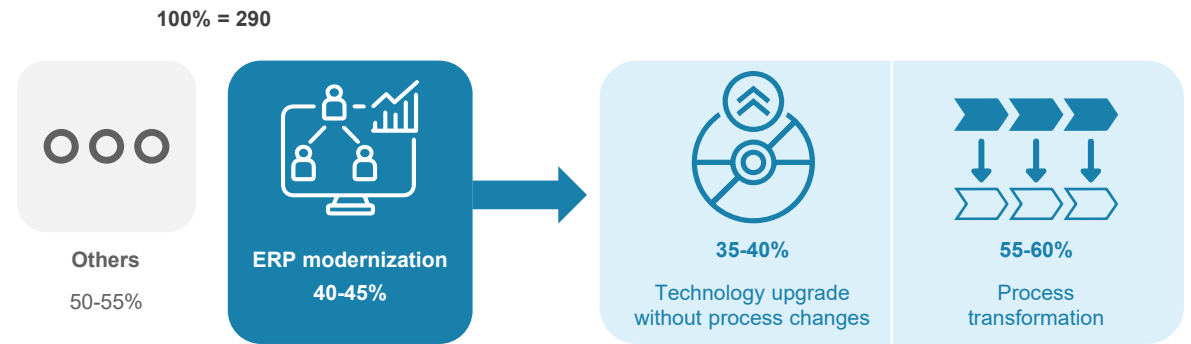 100% = 290
Others
50-55%
ERP modernization
40-45%
35-40%
Technology upgrade
without process changes
55-60%
Process
transformation